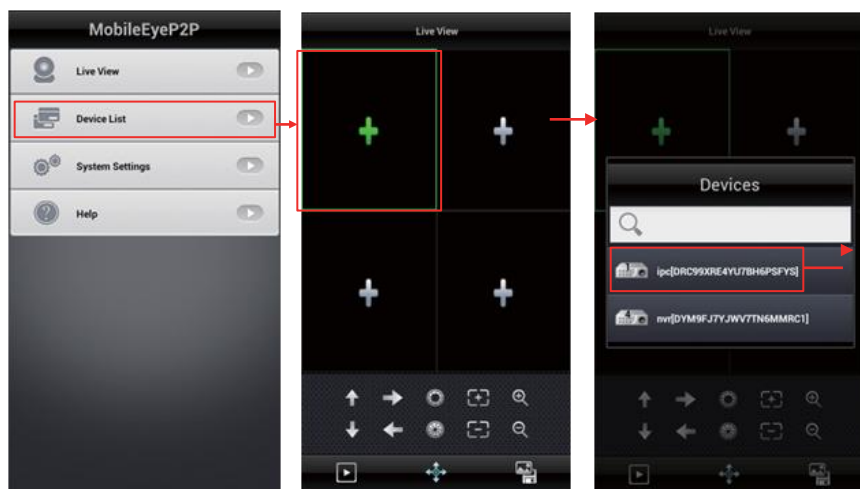 MobileEyeP2P
Live View
Device List
System Settings
Help
Live View
Live View
Devices
ipc[DRC99XRE4YU7BH6PSFYS]
nvr[DYM9FJ7YJWV7TN6MMRC1]